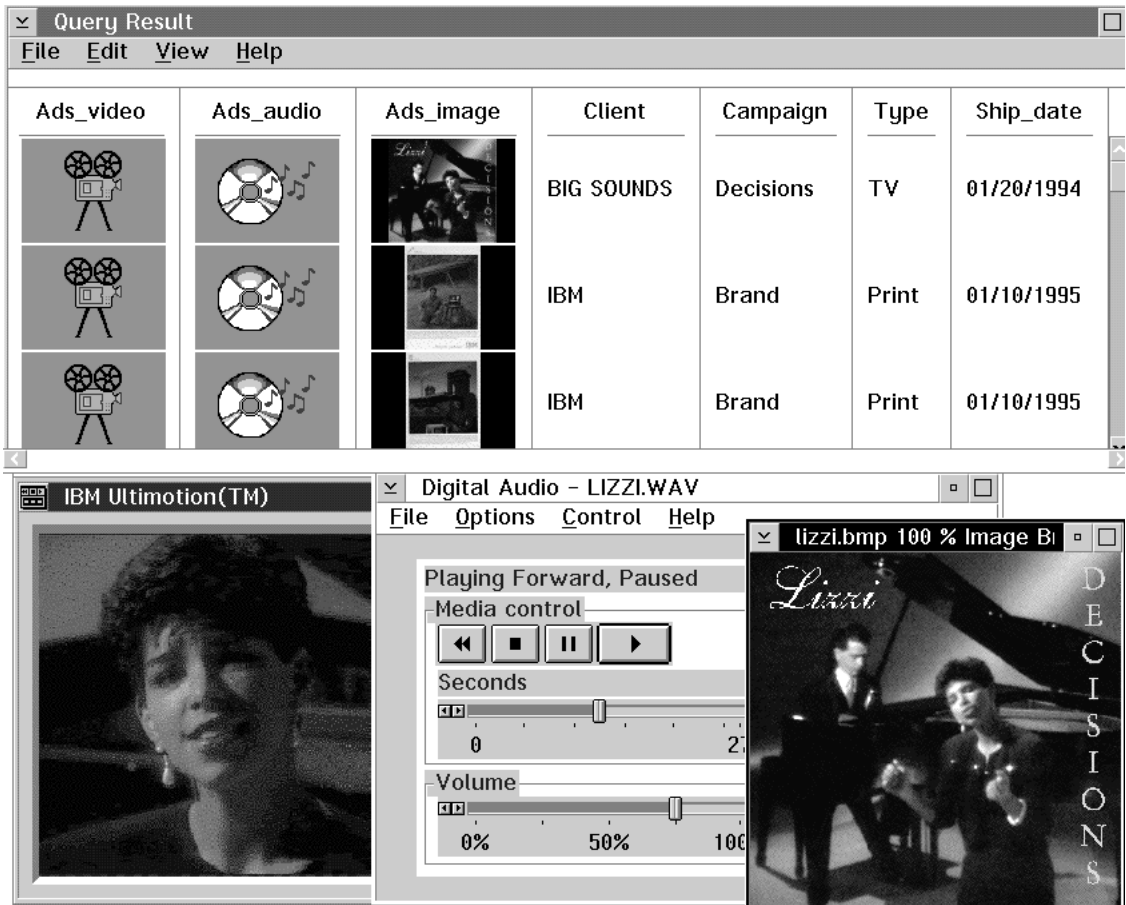 Query Result
File Edit View Help
Ads_video Ads_audio Ads_image Client Campaign Type Ship_date
Lizzi DECISIONS
BIG SOUNDS Decisions TV 01/20/1994
IBM Brand Print 01/10/1995
IBM Brand Print 01/10/1995
IBM Ultimotion(TM)
Digital Audio - LIZZI.WAV
File Options Control Help
Playing Forward, Paused
Media control
Seconds
0
Volume
0% 50%
lizzi.bmp 100 % Image
Lizzi
DECISIONS